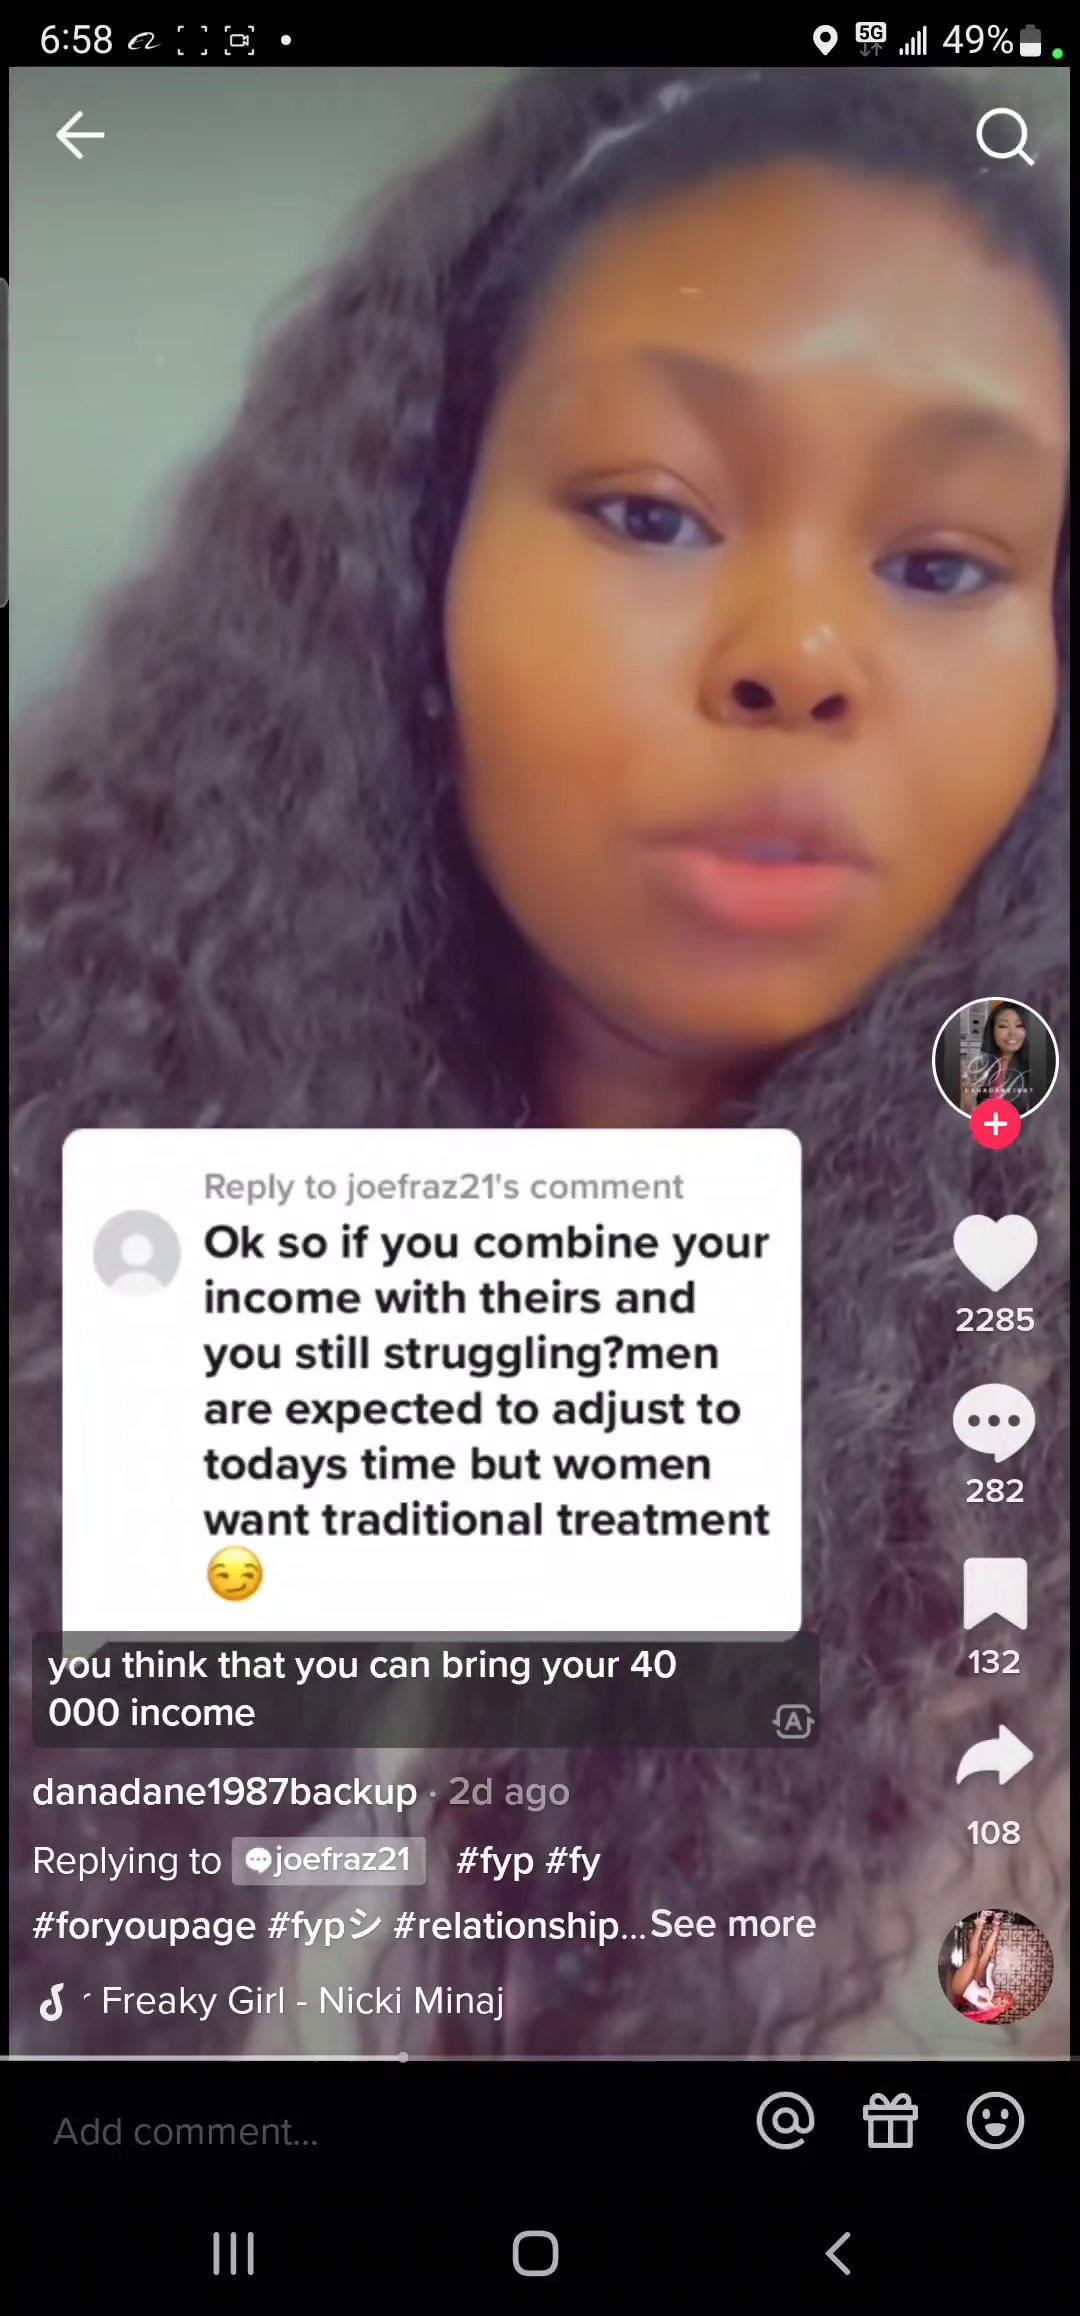 6:58
5G
49%
Reply to joefraz21's comment
Ok so if you combine your
income with theirs and
you still struggling?men
are expected to adjust to
todays time but women
want traditional treatment
😏
you think that you can bring your 40
000 income
A
danadane1987backup · 2d ago
Replying to joefraz21 #fyp #fy
#foryoupage #fypシ #relationship...See more
Freaky Girl - Nicki Minaj
2285
282
132
108
Add comment...